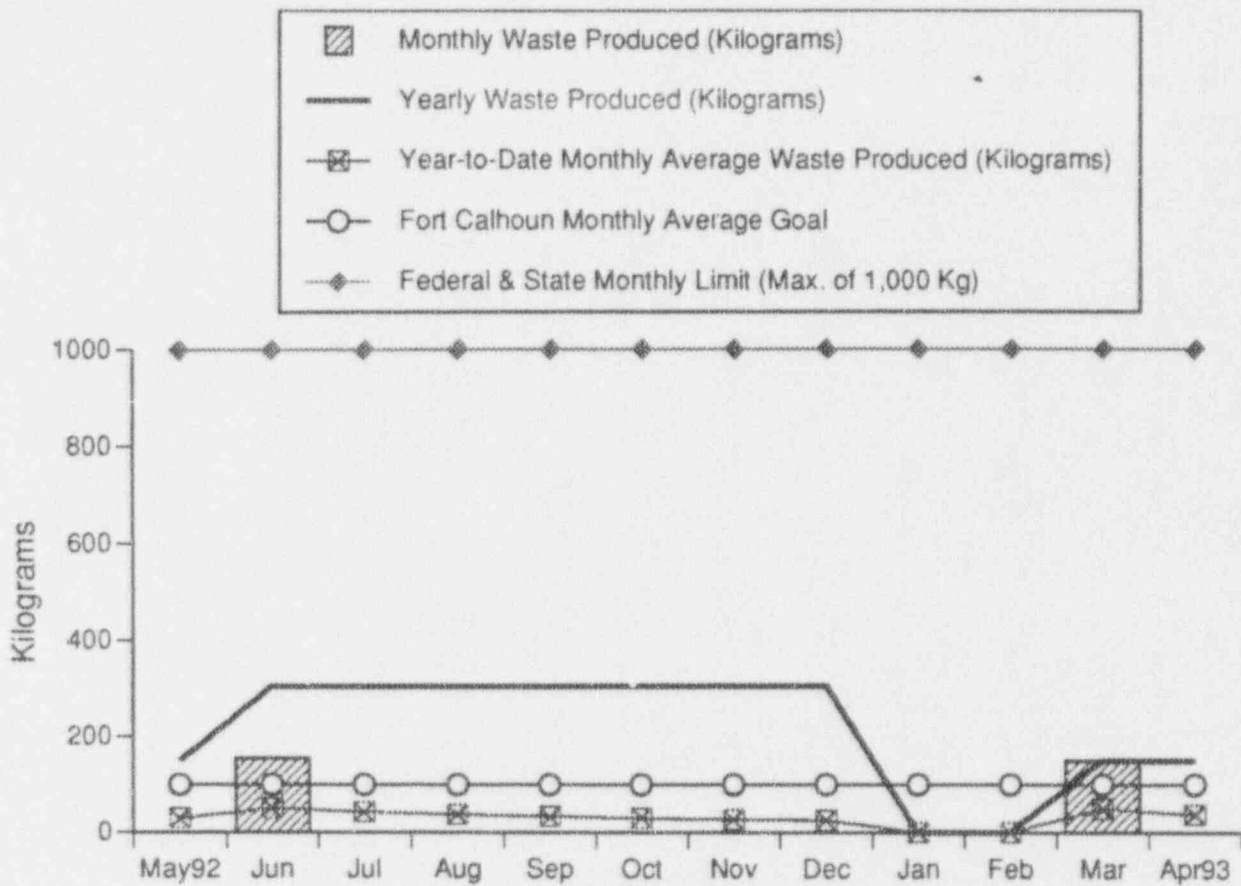 Monthly Waste Produced (Kilograms)
Yearly Waste Produced (Kilograms)
Year-to-Date Monthly Average Waste Produced (Kilograms)
Fort Calhoun Monthly Average Goal
Federal & State Monthly Limit (Max. of 1,000 Kg)
1000
800
600
400
200
0
Kilograms
May92 Jun Jul Aug Sep Oct Nov Dec Jan Feb Mar Apr93